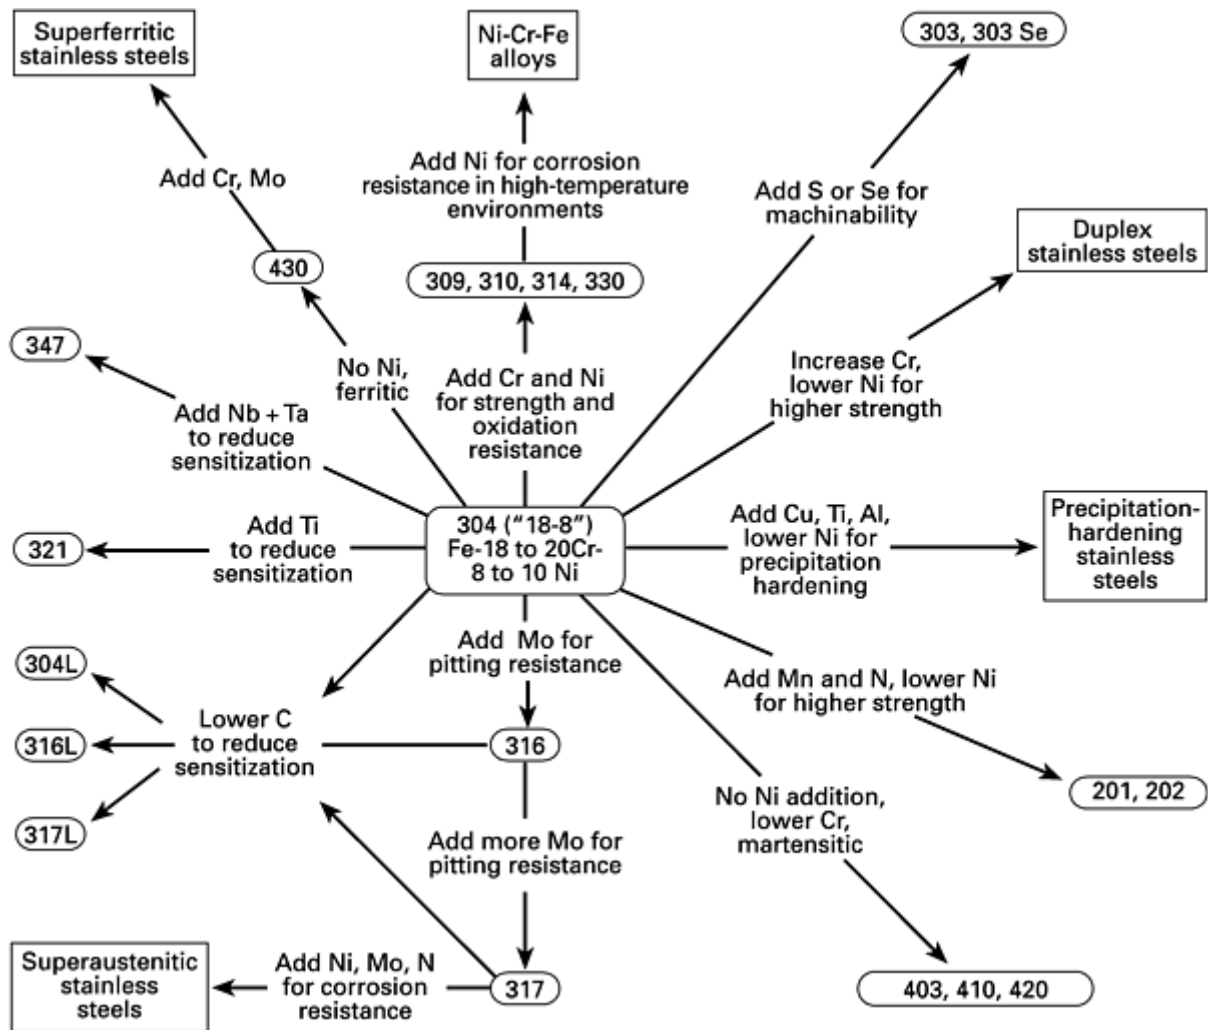 Superferritic
stainless steels
Ni-Cr-Fe
alloys
303, 303 Se
Add Cr, Mo
Add Ni for corrosion
resistance in high-temperature
environments
Add S or Se for
machinability
Duplex
stainless steels
430
309, 310, 314, 330
347
No Ni,
ferritic
Add Cr and Ni
for strength and
oxidation
resistance
Increase Cr,
lower Ni for
higher strength
Add Nb + Ta
to reduce
sensitization
321
Add Ti
to reduce
sensitization
304 (“18-8”)
Fe-18 to 20Cr-
8 to 10 Ni
Add Cu, Ti, Al,
lower Ni for
precipitation
hardening
Precipitation-
hardening
stainless
steels
Add Mo for
pitting resistance
Add Mn and N, lower Ni
for higher strength
304L
316L
317L
Lower C
to reduce
sensitization
316
201, 202
No Ni addition,
lower Cr,
martensitic
Add more Mo for
pitting resistance
Superaustenitic
stainless
steels
Add Ni, Mo, N
for corrosion
resistance
317
403, 410, 420